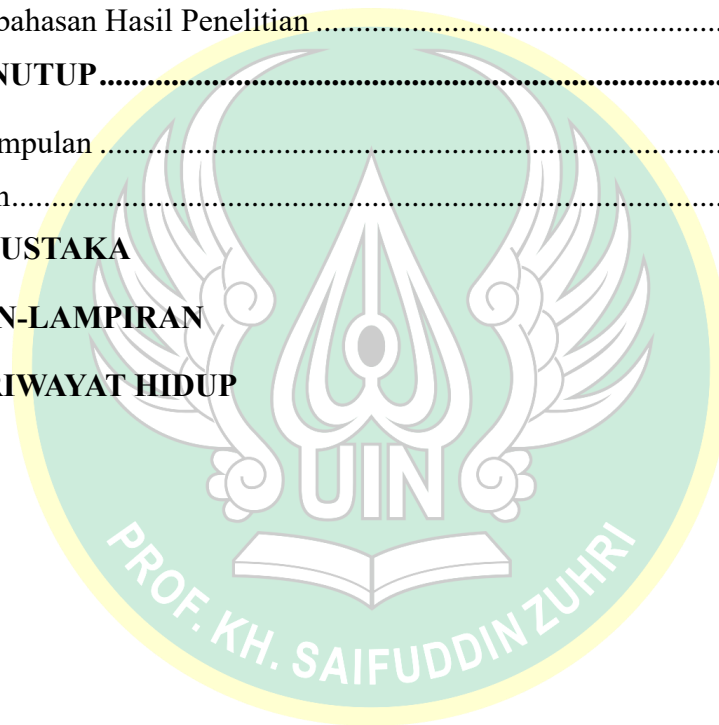 bahasan Hasil Penelitian ........................................................
NUTUP................................................................................
mpulan ................................................................................
n...........................................................................................
USTAKA
N-LAMPIRAN
RIWAYAT HIDUP
UIN
PROF. KH. SAIFUDDIN ZUHRI